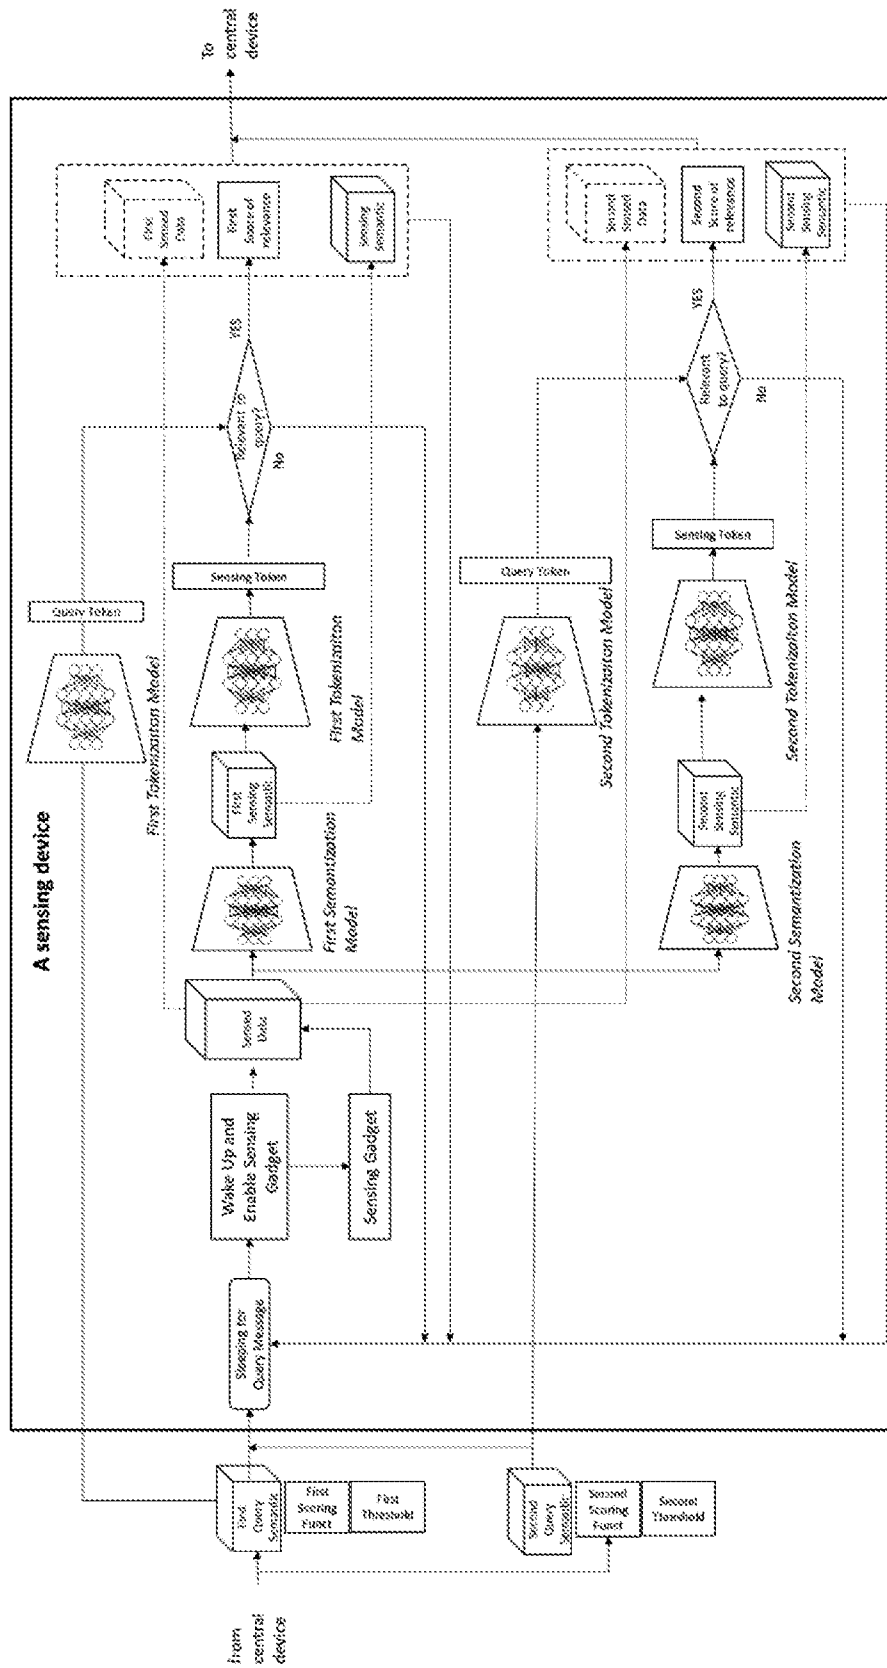 To
central
device
A sensing device
First
Sensed
Data
First
Score of
relevance
Sensing
Semantic
YES
Relevant to
query?
No
Query Token
First Tokenization Model
Sensing Token
First Tokenization
Model
First
Sensing
Semantic
First Semantization
Model
Sensed
Data
Wake Up and
Enable Sensing
Gadget
Sensing Gadget
Sleeping for
Query Message
First
Query
Semantic
First
Scoring
Funct
First
Threshold
from
central
device
Second
Sensed
Data
Second
Score of
relevance
Second
Sensing
Semantic
YES
Relevant
to query?
No
Query Token
Second Tokenization Model
Sensing Token
Second Tokenization Model
Second
Sensing
Semantic
Second Semantization
Model
Second
Query
Semantic
Second
Scoring
Funct
Second
Threshold